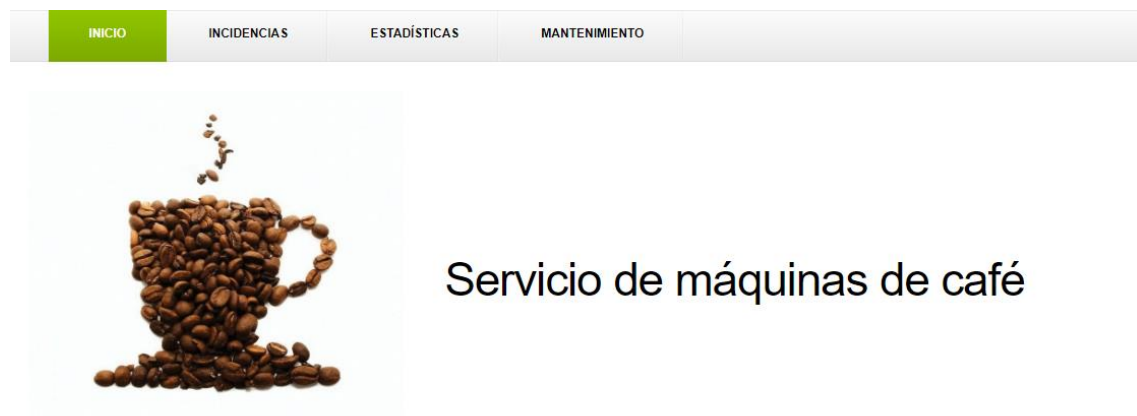 INICIO INCIDENCIAS ESTADÍSTICAS MANTENIMIENTO
Servicio de máquinas de café